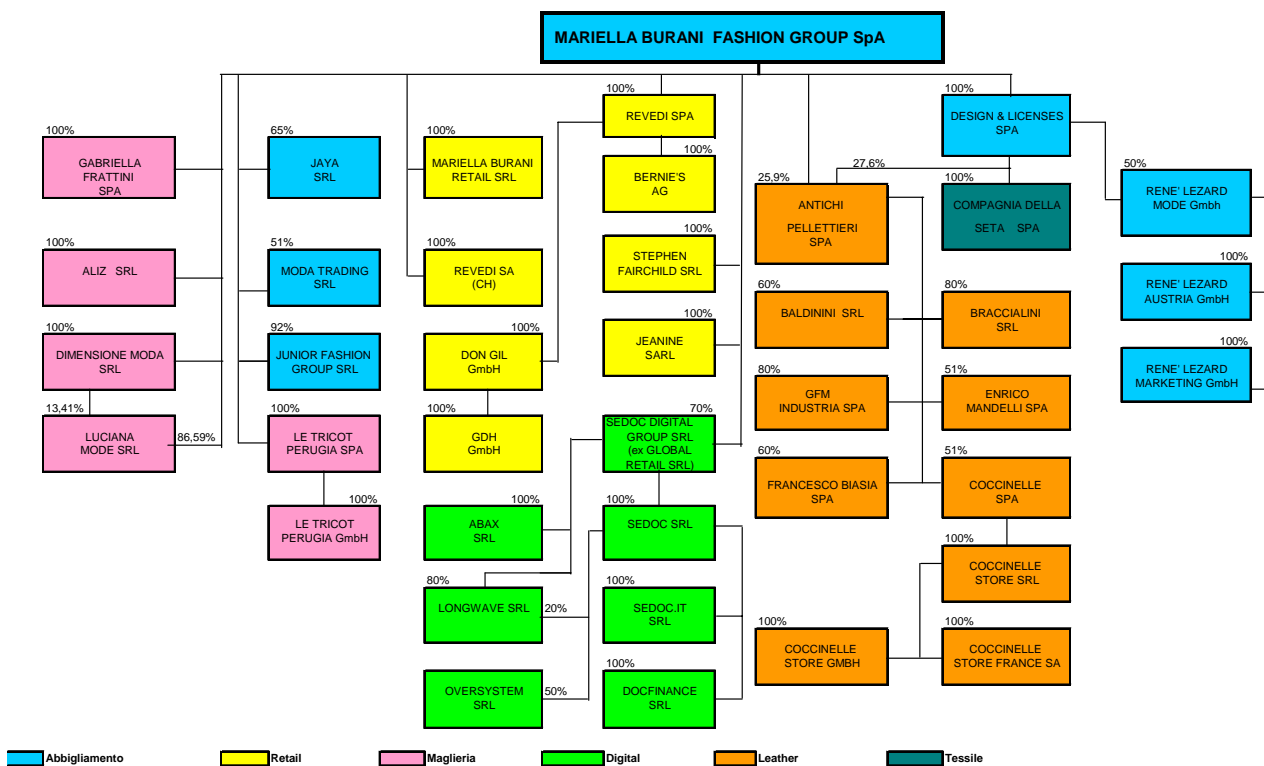 MARIELLA BURANI FASHION GROUP SpA
100%
REVEDI SPA
100%
DESIGN & LICENSES
SPA
100%
GABRIELLA
FRATTINI
SPA
65%
JAYA
SRL
100%
MARIELLA BURANI
RETAIL SRL
100%
BERNIE'S
AG
27,6%
25,9%
ANTICHI
PELLETTIERI
SPA
100%
COMPAGNIA DELLA
SETA SPA
50%
RENE' LEZARD
MODE Gmbh
100%
ALIZ SRL
51%
MODA TRADING
SRL
100%
REVEDI SA
(CH)
100%
STEPHEN
FAIRCHILD SRL
60%
BALDININI SRL
80%
BRACCIALINI
SRL
100%
RENE' LEZARD
AUSTRIA GmbH
100%
DIMENSIONE MODA
SRL
92%
JUNIOR FASHION
GROUP SRL
100%
DON GIL
GmbH
100%
JEANINE
SARL
80%
GFM
INDUSTRIA SPA
51%
ENRICO
MANDELLI SPA
100%
RENE' LEZARD
MARKETING GmbH
13,41%
LUCIANA
MODE SRL
86,59%
100%
LE TRICOT
PERUGIA SPA
100%
GDH
GmbH
70%
SEDOC DIGITAL
GROUP SRL
(ex GLOBAL
RETAIL SRL)
60%
FRANCESCO BIASIA
SPA
51%
COCCINELLE
SPA
100%
LE TRICOT
PERUGIA GmbH
100%
ABAX
SRL
100%
SEDOC SRL
100%
COCCINELLE
STORE SRL
80%
LONGWAVE SRL
20%
100%
SEDOC.IT
SRL
100%
COCCINELLE
STORE GMBH
100%
COCCINELLE
STORE FRANCE SA
OVERSYSTEM
SRL
50%
100%
DOCFINANCE
SRL
Abbigliamento
Retail
Maglieria
Digital
Leather
Tessile